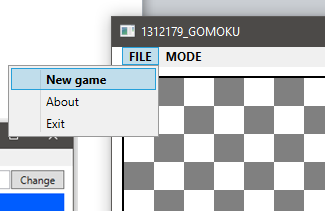 1312179_GOMOKU
FILE MODE
New game
About
Exit
Change